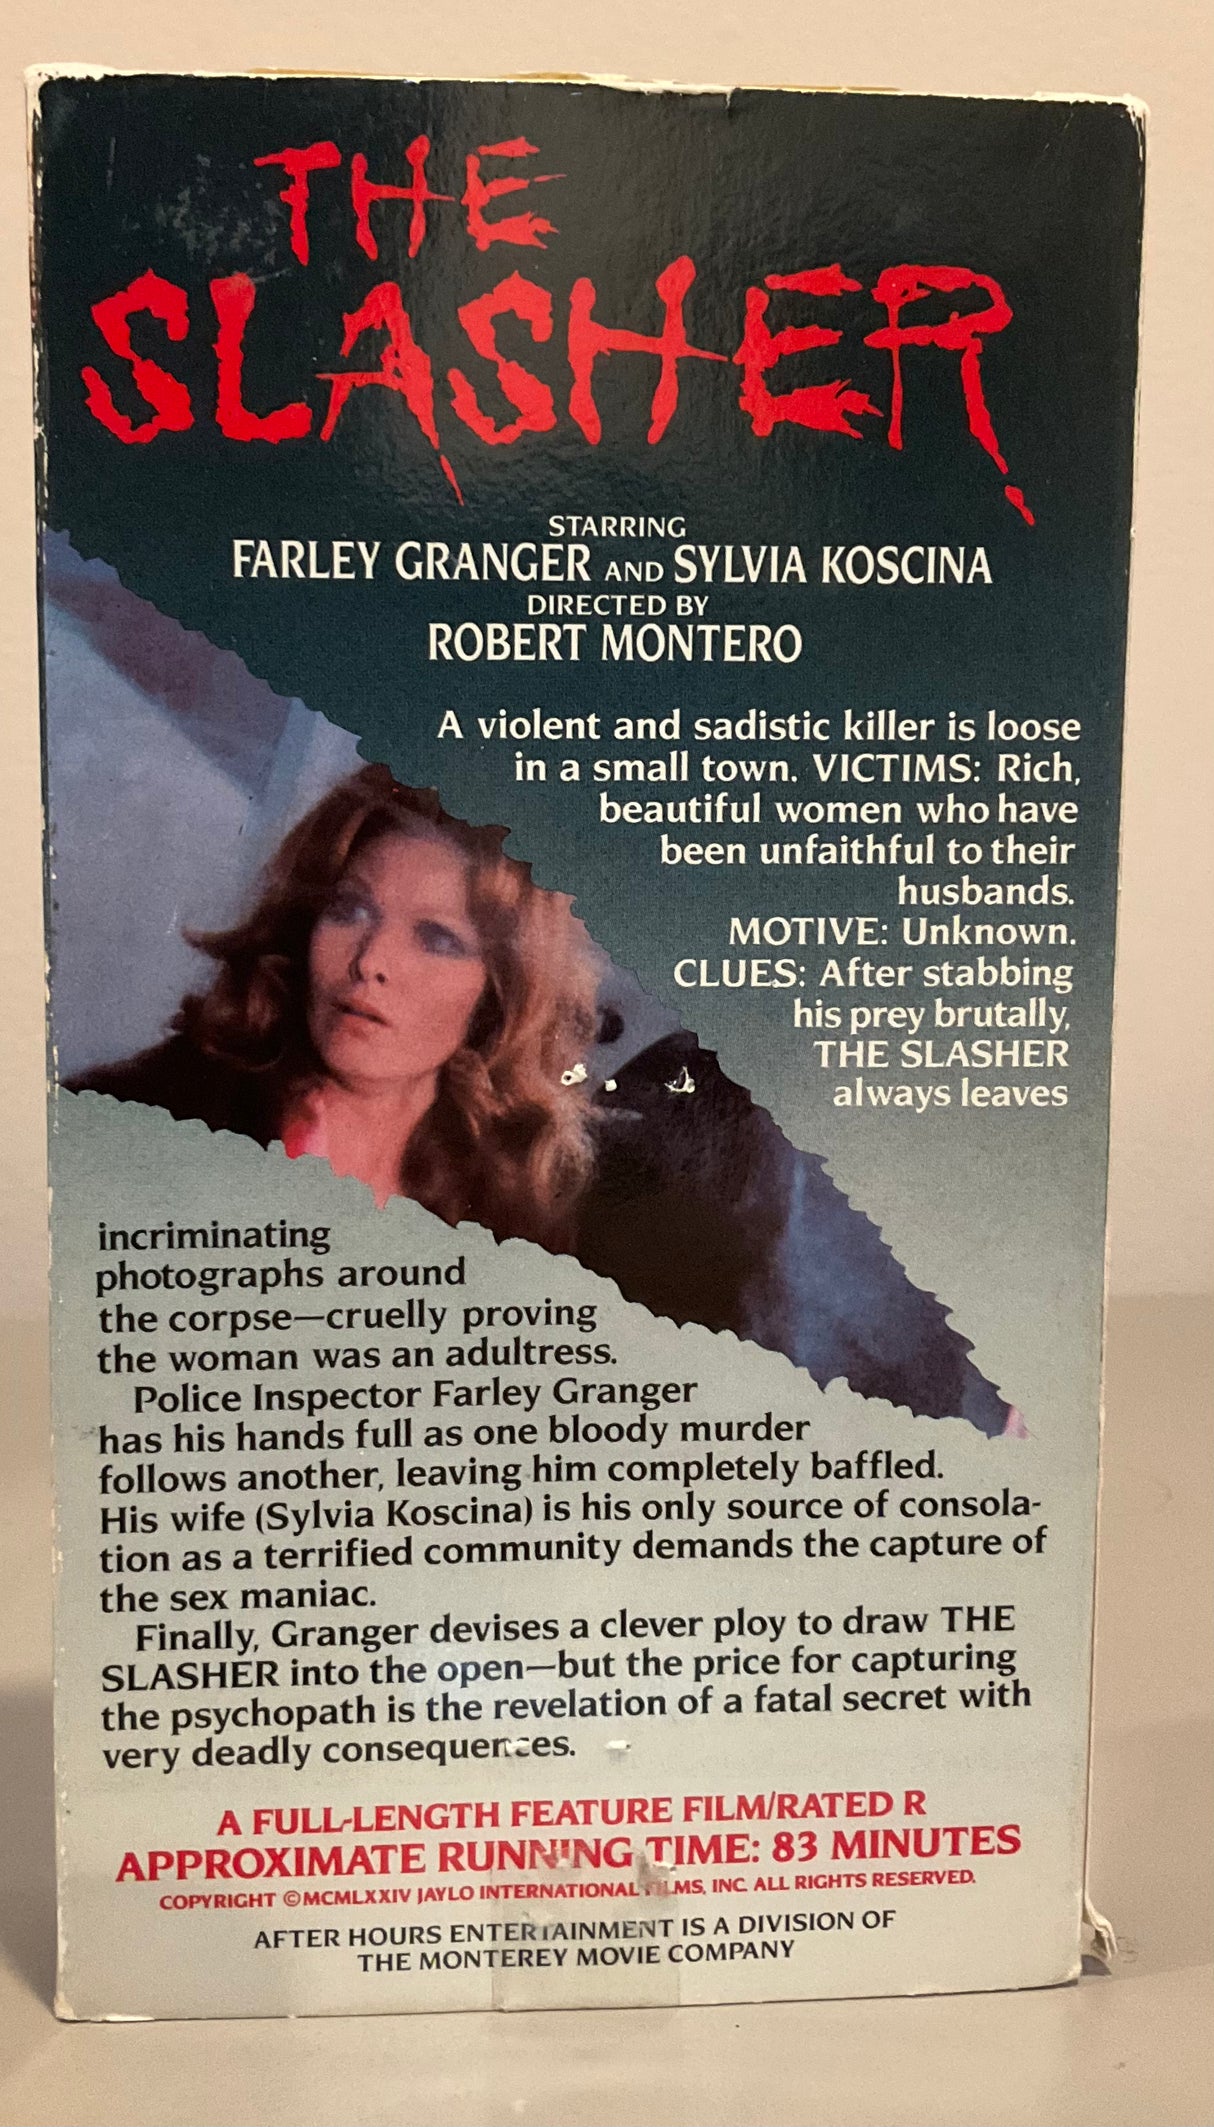 THE
SLASHER
STARRING
FARLEY GRANGER AND SYLVIA KOSCINA
DIRECTED BY
ROBERT MONTERO
A violent and sadistic killer is loose
in a small town. VICTIMS: Rich,
beautiful women who have
been unfaithful to their
husbands.
MOTIVE: Unknown.
CLUES: After stabbing
his prey brutally,
THE SLASHER
always leaves
incriminating
photographs around
the corpse—cruelly proving
the woman was an adultress.
Police Inspector Farley Granger
has his hands full as one bloody murder
follows another, leaving him completely baffled.
His wife (Sylvia Koscina) is his only source of consola-
tion as a terrified community demands the capture of
the sex maniac.
Finally, Granger devises a clever ploy to draw THE
SLASHER into the open—but the price for capturing
the psychopath is the revelation of a fatal secret with
very deadly consequences.
A FULL-LENGTH FEATURE FILM/RATED R
APPROXIMATE RUNNING TIME: 83 MINUTES
COPYRIGHT ©MCMLXXIV JAYLO INTERNATIONAL FILMS, INC. ALL RIGHTS RESERVED.
AFTER HOURS ENTERTAINMENT IS A DIVISION OF
THE MONTEREY MOVIE COMPANY